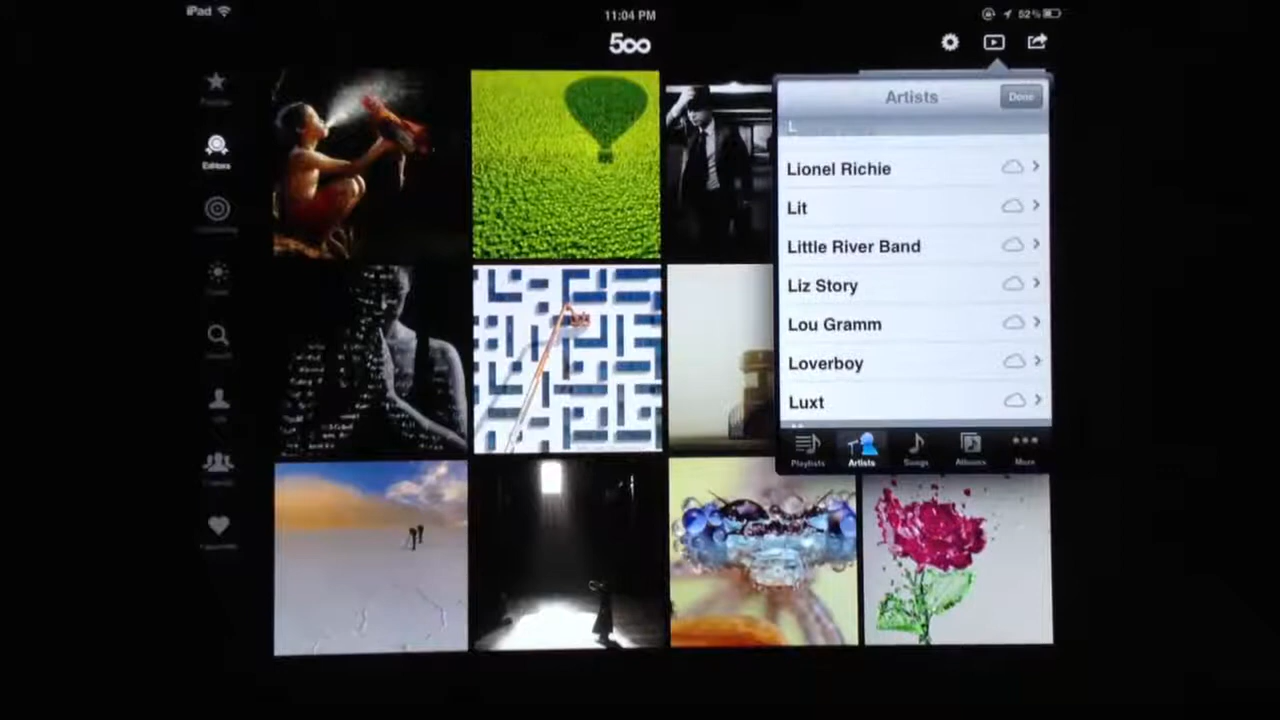 iPad
11:04 PM
52%
500
Editors
Artists
Done
L
Lionel Richie
Lit
Little River Band
Liz Story
Lou Gramm
Loverboy
Luxt
Playlists
Artists
Songs
Albums
More